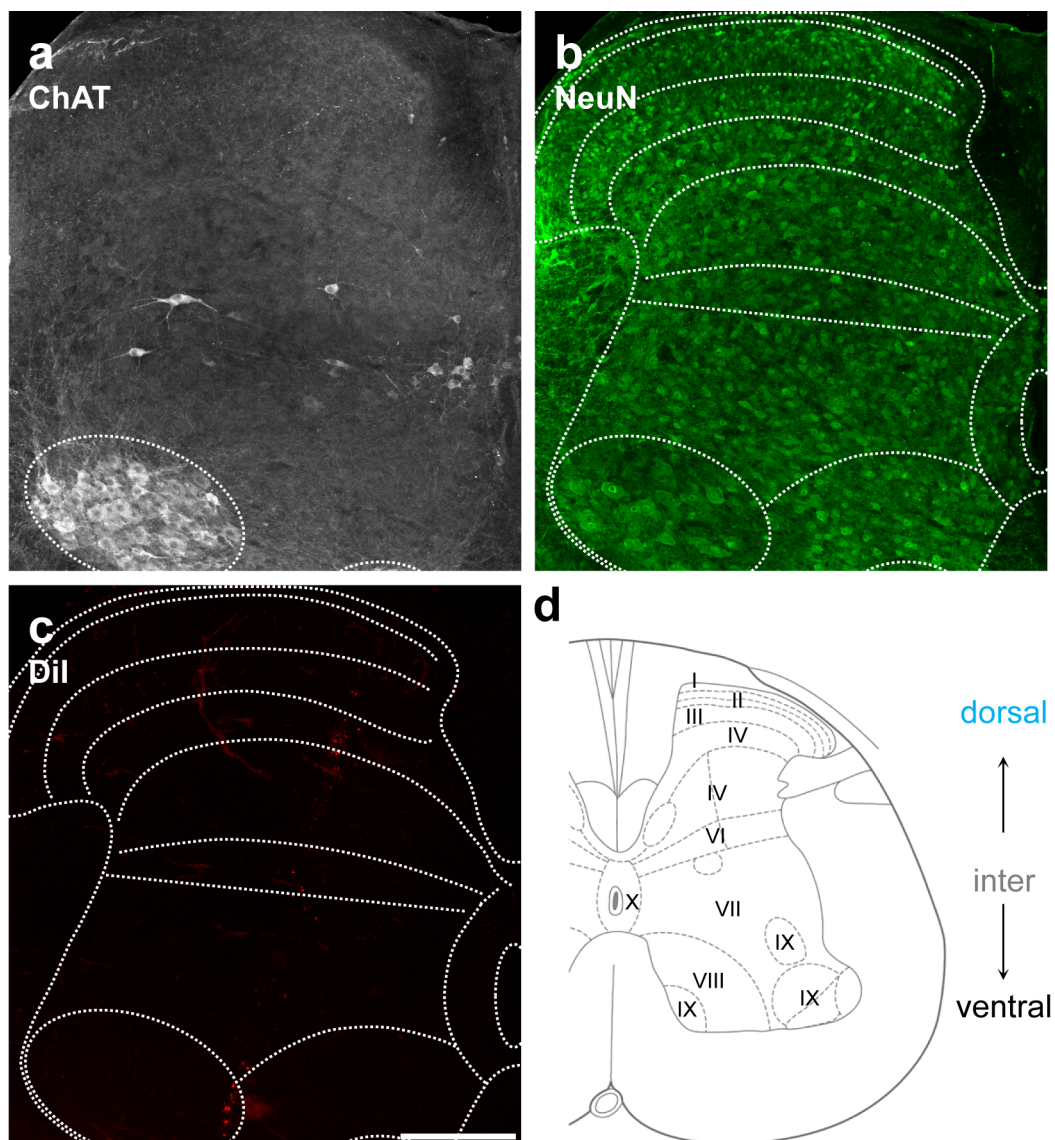 a
ChAT
b
NeuN
c
DiI
d
I
II
III
IV
IV
VI
X
VII
IX
VIII
IX
IX
dorsal
inter
ventral